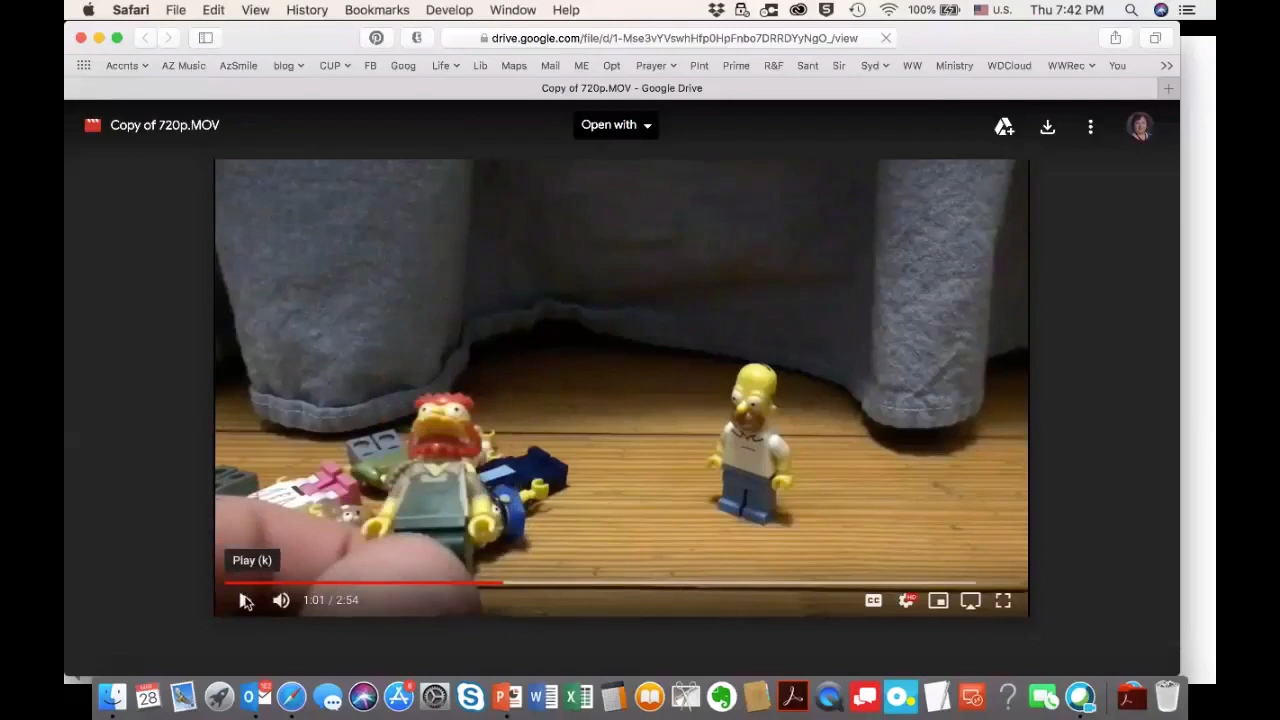 Safari File Edit View History Bookmarks Develop Window Help 5 100% U.S. Thu 7:42 PM
drive.google.com/file/d/1-Mse3vYVswhHfp0HpFnbo7DRRDYyNgO_/view
Accnts AZ Music AzSmile blog CUP FB Goog Life Lib Maps Mail ME Opt Prayer PInt Prime R&F Sant Sir Syd WW Ministry WDCloud WWRec You
Copy of 720p.MOV - Google Drive
Copy of 720p.MOV Open with
Play (k)
1:01 / 2:54 CC HD
28